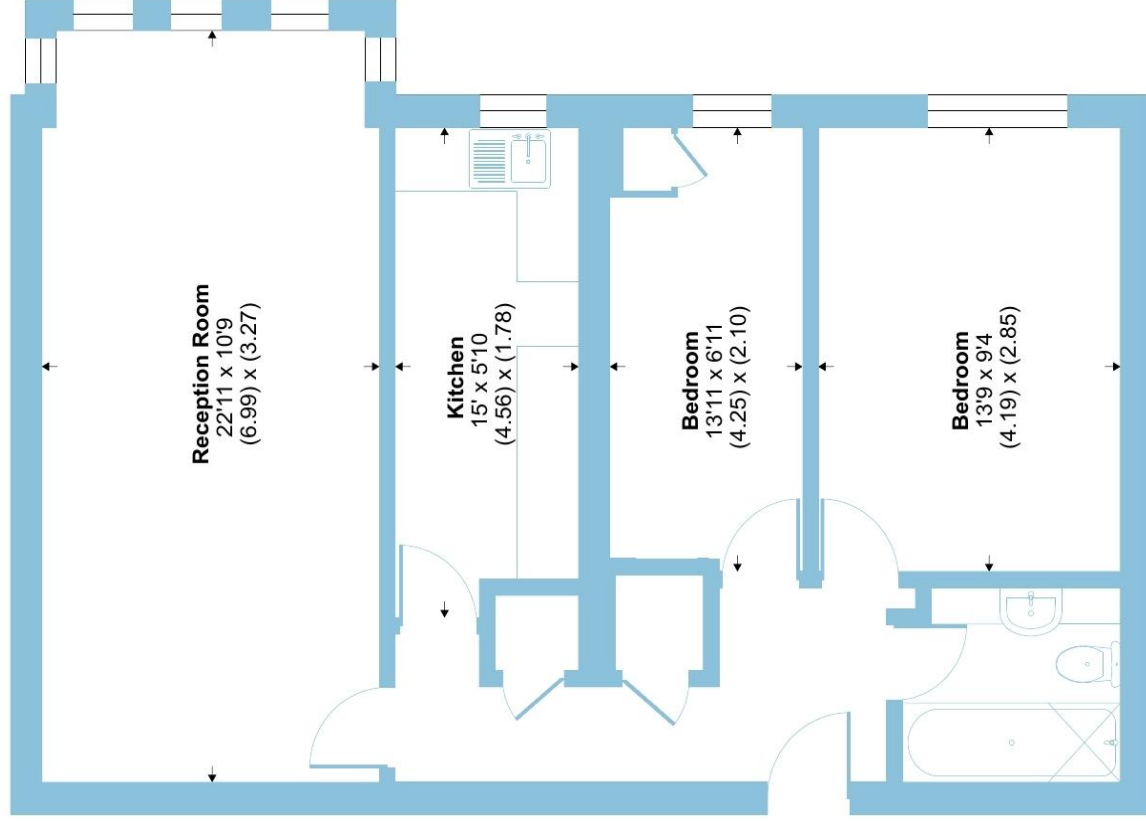 Reception Room
22'11 x 10'9
(6.99) x (3.27)
Kitchen
15' x 5'10
(4.56) x (1.78)
Bedroom
13'11 x 6'11
(4.25) x (2.10)
Bedroom
13'9 x 9'4
(4.19) x (2.85)